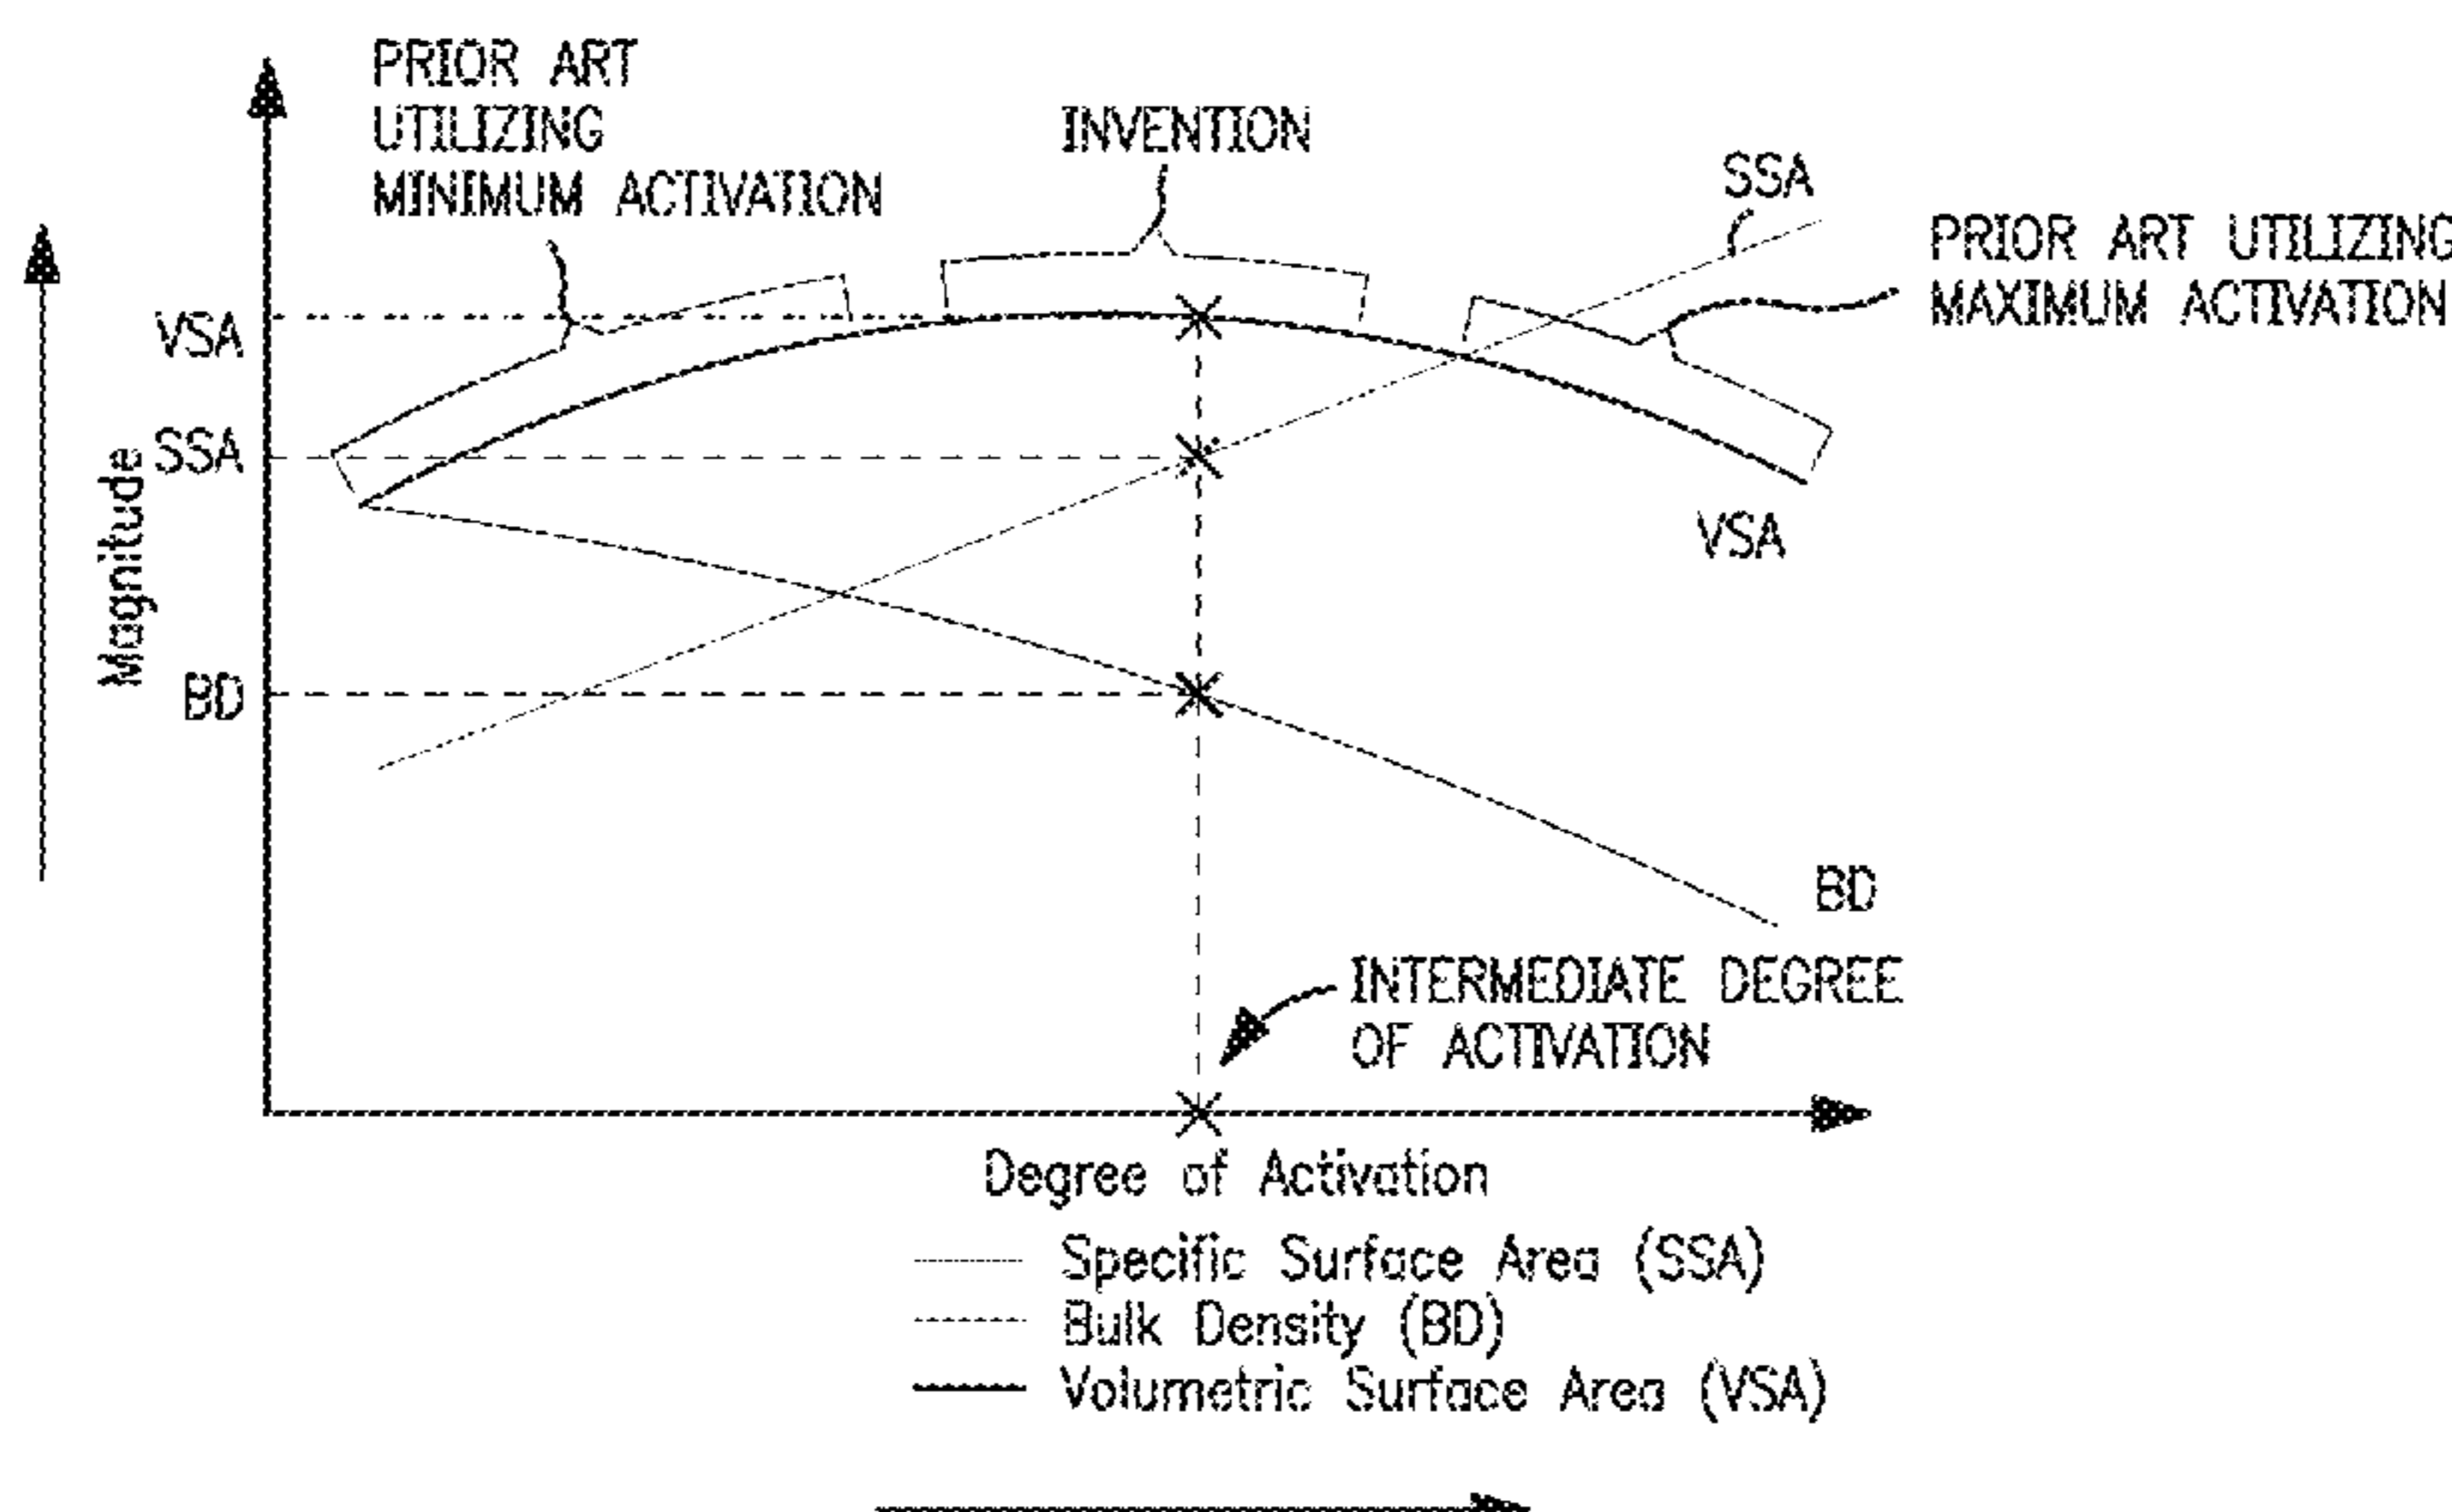 PRIOR ART
UTILIZING
MINIMUM ACTIVATION
INVENTION
SSA
PRIOR ART UTILIZING
MAXIMUM ACTIVATION
VSA
SSA
Magnitude
BD
VSA
BD
INTERMEDIATE DEGREE
OF ACTIVATION
Degree of Activation
Specific Surface Area (SSA)
Bulk Density (BD)
Volumetric Surface Area (VSA)